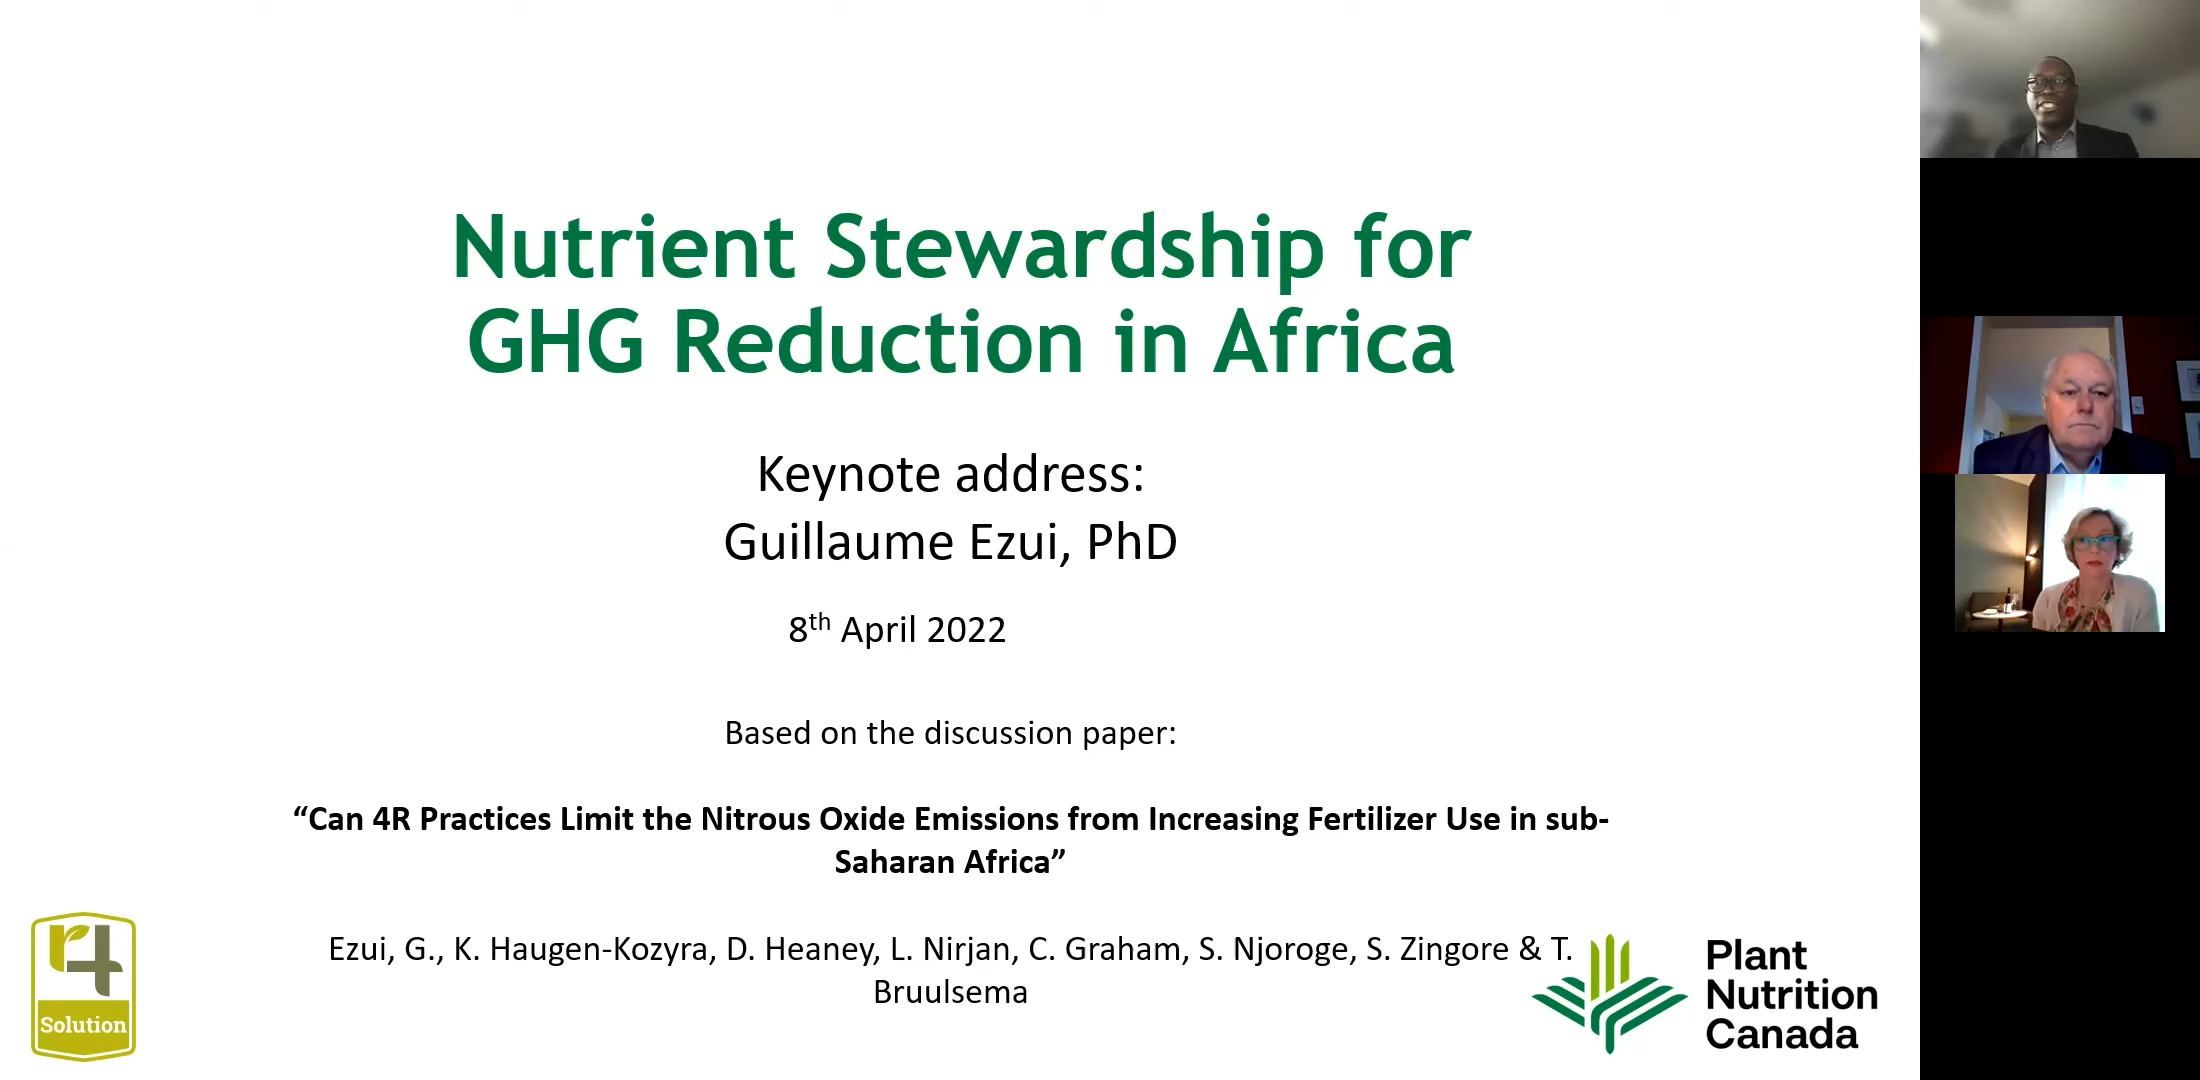 Nutrient Stewardship for
GHG Reduction in Africa
Keynote address:
Guillaume Ezui, PhD
8th April 2022
Based on the discussion paper:
“Can 4R Practices Limit the Nitrous Oxide Emissions from Increasing Fertilizer Use in sub-
Saharan Africa”
Ezui, G., K. Haugen-Kozyra, D. Heaney, L. Nirjan, C. Graham, S. Njoroge, S. Zingore & T.
Bruulsema
r4
Solution
Plant
Nutrition
Canada